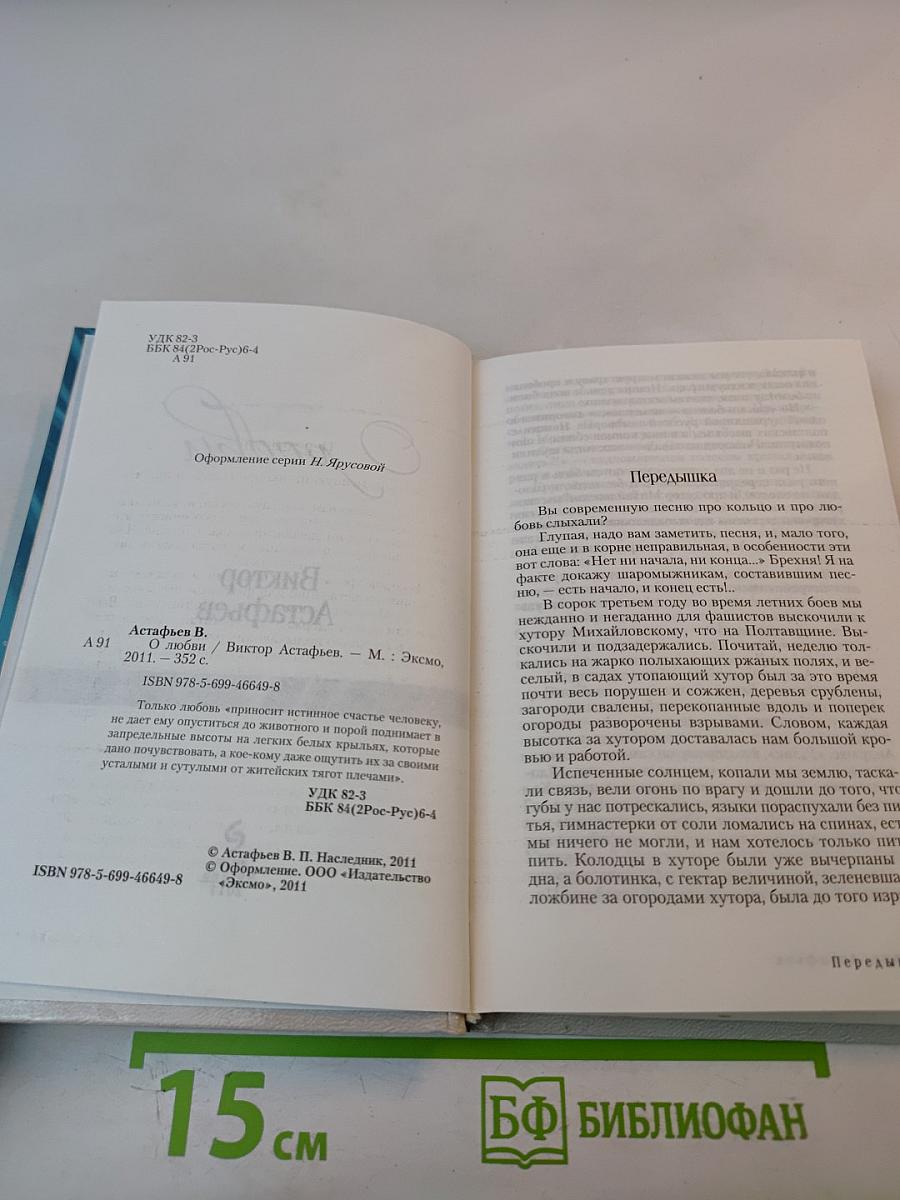 УДК 82-3
ББК 84(2Рос-Рус)6-4
А 91
Оформление серии Н. Ярусовой
Астафьев В.
А 91 О любви / Виктор Астафьев. — М. : Эксмо,
2011. — 352 с.
ISBN 978-5-699-46649-8
Только любовь «приносит истинное счастье человеку,
не дает ему опуститься до животного и порой поднимает в
запредельные высоты на легких белых крыльях, которые
дано почувствовать, а кое-кому даже ощутить их за своими
усталыми и сутулыми от житейских тягот плечами».
УДК 82-3
ББК 84(2Рос-Рус)6-4
ISBN 978-5-699-46649-8
© Астафьев В. П. Наследник, 2011
© Оформление. ООО «Издательство
«Эксмо», 2011
Передышка
Вы современную песню про кольцо и про лю-
бовь слыхали?
Глупая, надо вам заметить, песня, и, мало того,
она еще и в корне неправильная, в особенности эти
вот слова: «Нет ни начала, ни конца...» Брехня! Я на
факте докажу шаромыжникам, составившим пес-
ню, — есть начало, и конец есть!..
В сорок третьем году во время летних боев мы
нежданно и негаданно для фашистов выскочили к
хутору Михайловскому, что на Полтавщине. Вы-
скочили и подзадержались. Почитай, неделю тол-
кались на жарко полыхающих ржаных полях, и ве-
селый, в садах утопающий хутор был за это время
почти весь порушен и сожжен, деревья срублены,
загороди свалены, перекопанные вдоль и поперек
огороды разворочены взрывами. Словом, каждая
высотка за хутором доставалась нам большой кро-
вью и работой.
Испеченные солнцем, копали мы землю, таска-
ли связь, вели огонь по врагу и дошли до того, что
губы у нас потрескались, языки пораспухали без пи
тья, гимнастерки от соли ломались на спинах, ест
мы ничего не могли, и нам хотелось только пит
пить. Колодцы в хуторе были уже вычерпаны
дна, а болотинка, с гектар величиной, зеленевша
ложбине за огородами хутора, была до того изр
Переды
15 см
БФ БИБЛИОФАН